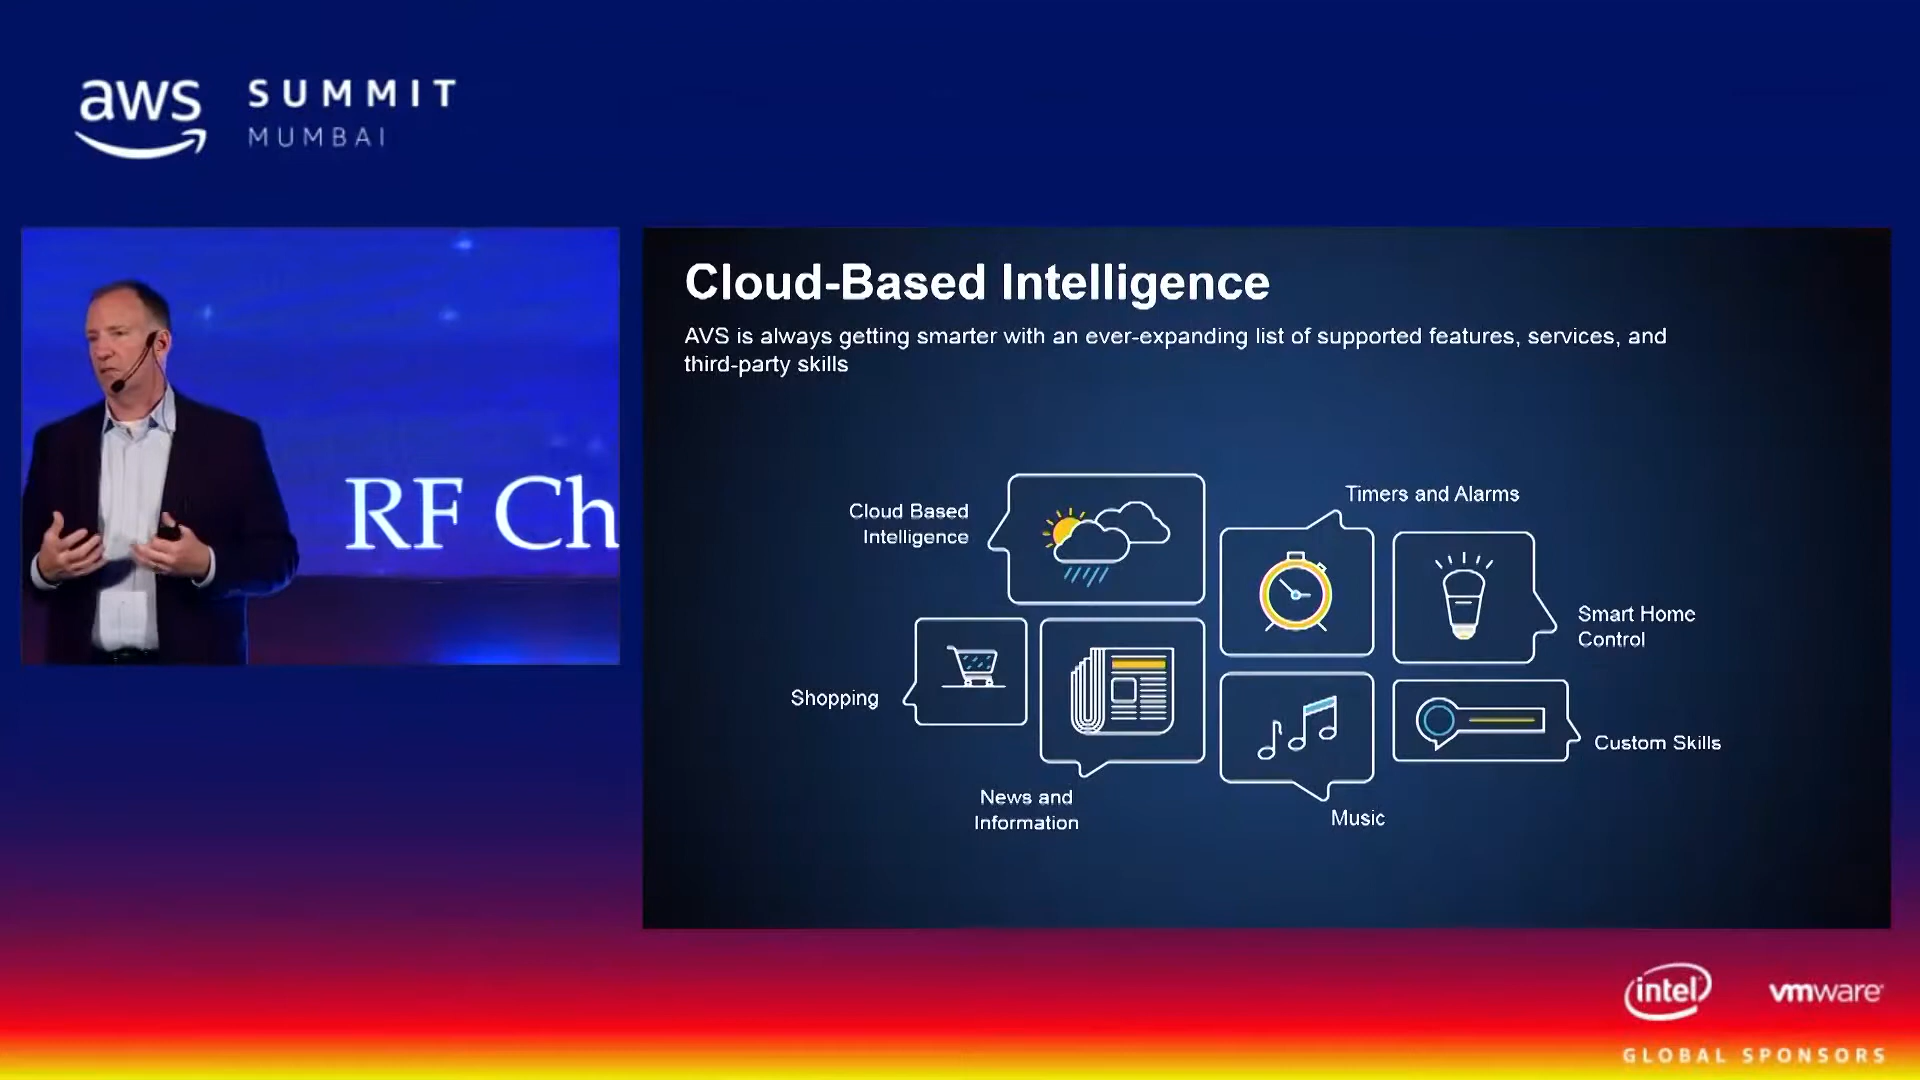 aws SUMMIT
MUMBAI
RF Ch
Cloud-Based Intelligence
AVS is always getting smarter with an ever-expanding list of supported features, services, and
third-party skills
Cloud Based
Intelligence
Timers and Alarms
Smart Home
Control
Shopping
Custom Skills
News and
Information
Music
intel vmware
GLOBAL SPONSORS